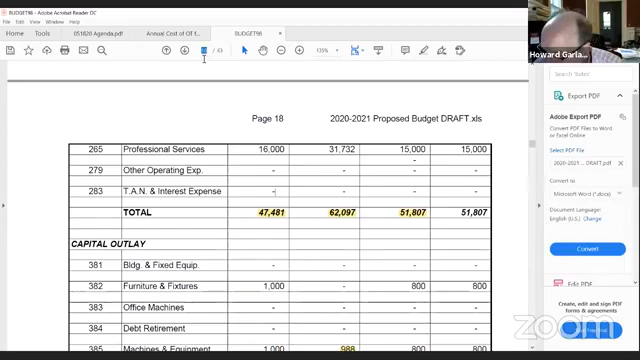 BUDGET98 - Adobe Acrobat Reader DC
File Edit View Window Help
Home Tools 051820 Agenda.pdf Annual Cost of OT f... BUDGET98 ×
/ 63 135%
Howard Garla...
Search 'Bates'
Page 18 2020-2021 Proposed Budget DRAFT.xls
265 Professional Services 16,000 31,732 15,000 15,000
-
279 Other Operating Exp. - - - -
283 T.A.N. & Interest Expense - - - -
TOTAL 47,481 62,097 51,807 51,807
CAPITAL OUTLAY
381 Bldg. & Fixed Equip. - - - -
382 Furniture & Fixtures 1,000 - 800 800
383 Office Machines - - - -
384 Debt Retirement - - - -
385 Machines & Equipment 1,000 988 800 800
Export PDF
Adobe Export PDF
Convert PDF Files to Word
or Excel Online
Select PDF File
2020-2021 ... DRAFT.pdf ×
Convert to
Microsoft Word (*.docx)
Document Language:
English (U.S.) Change
Convert
Edit PDF
Create, edit and sign PDF
forms & agreements
zoom